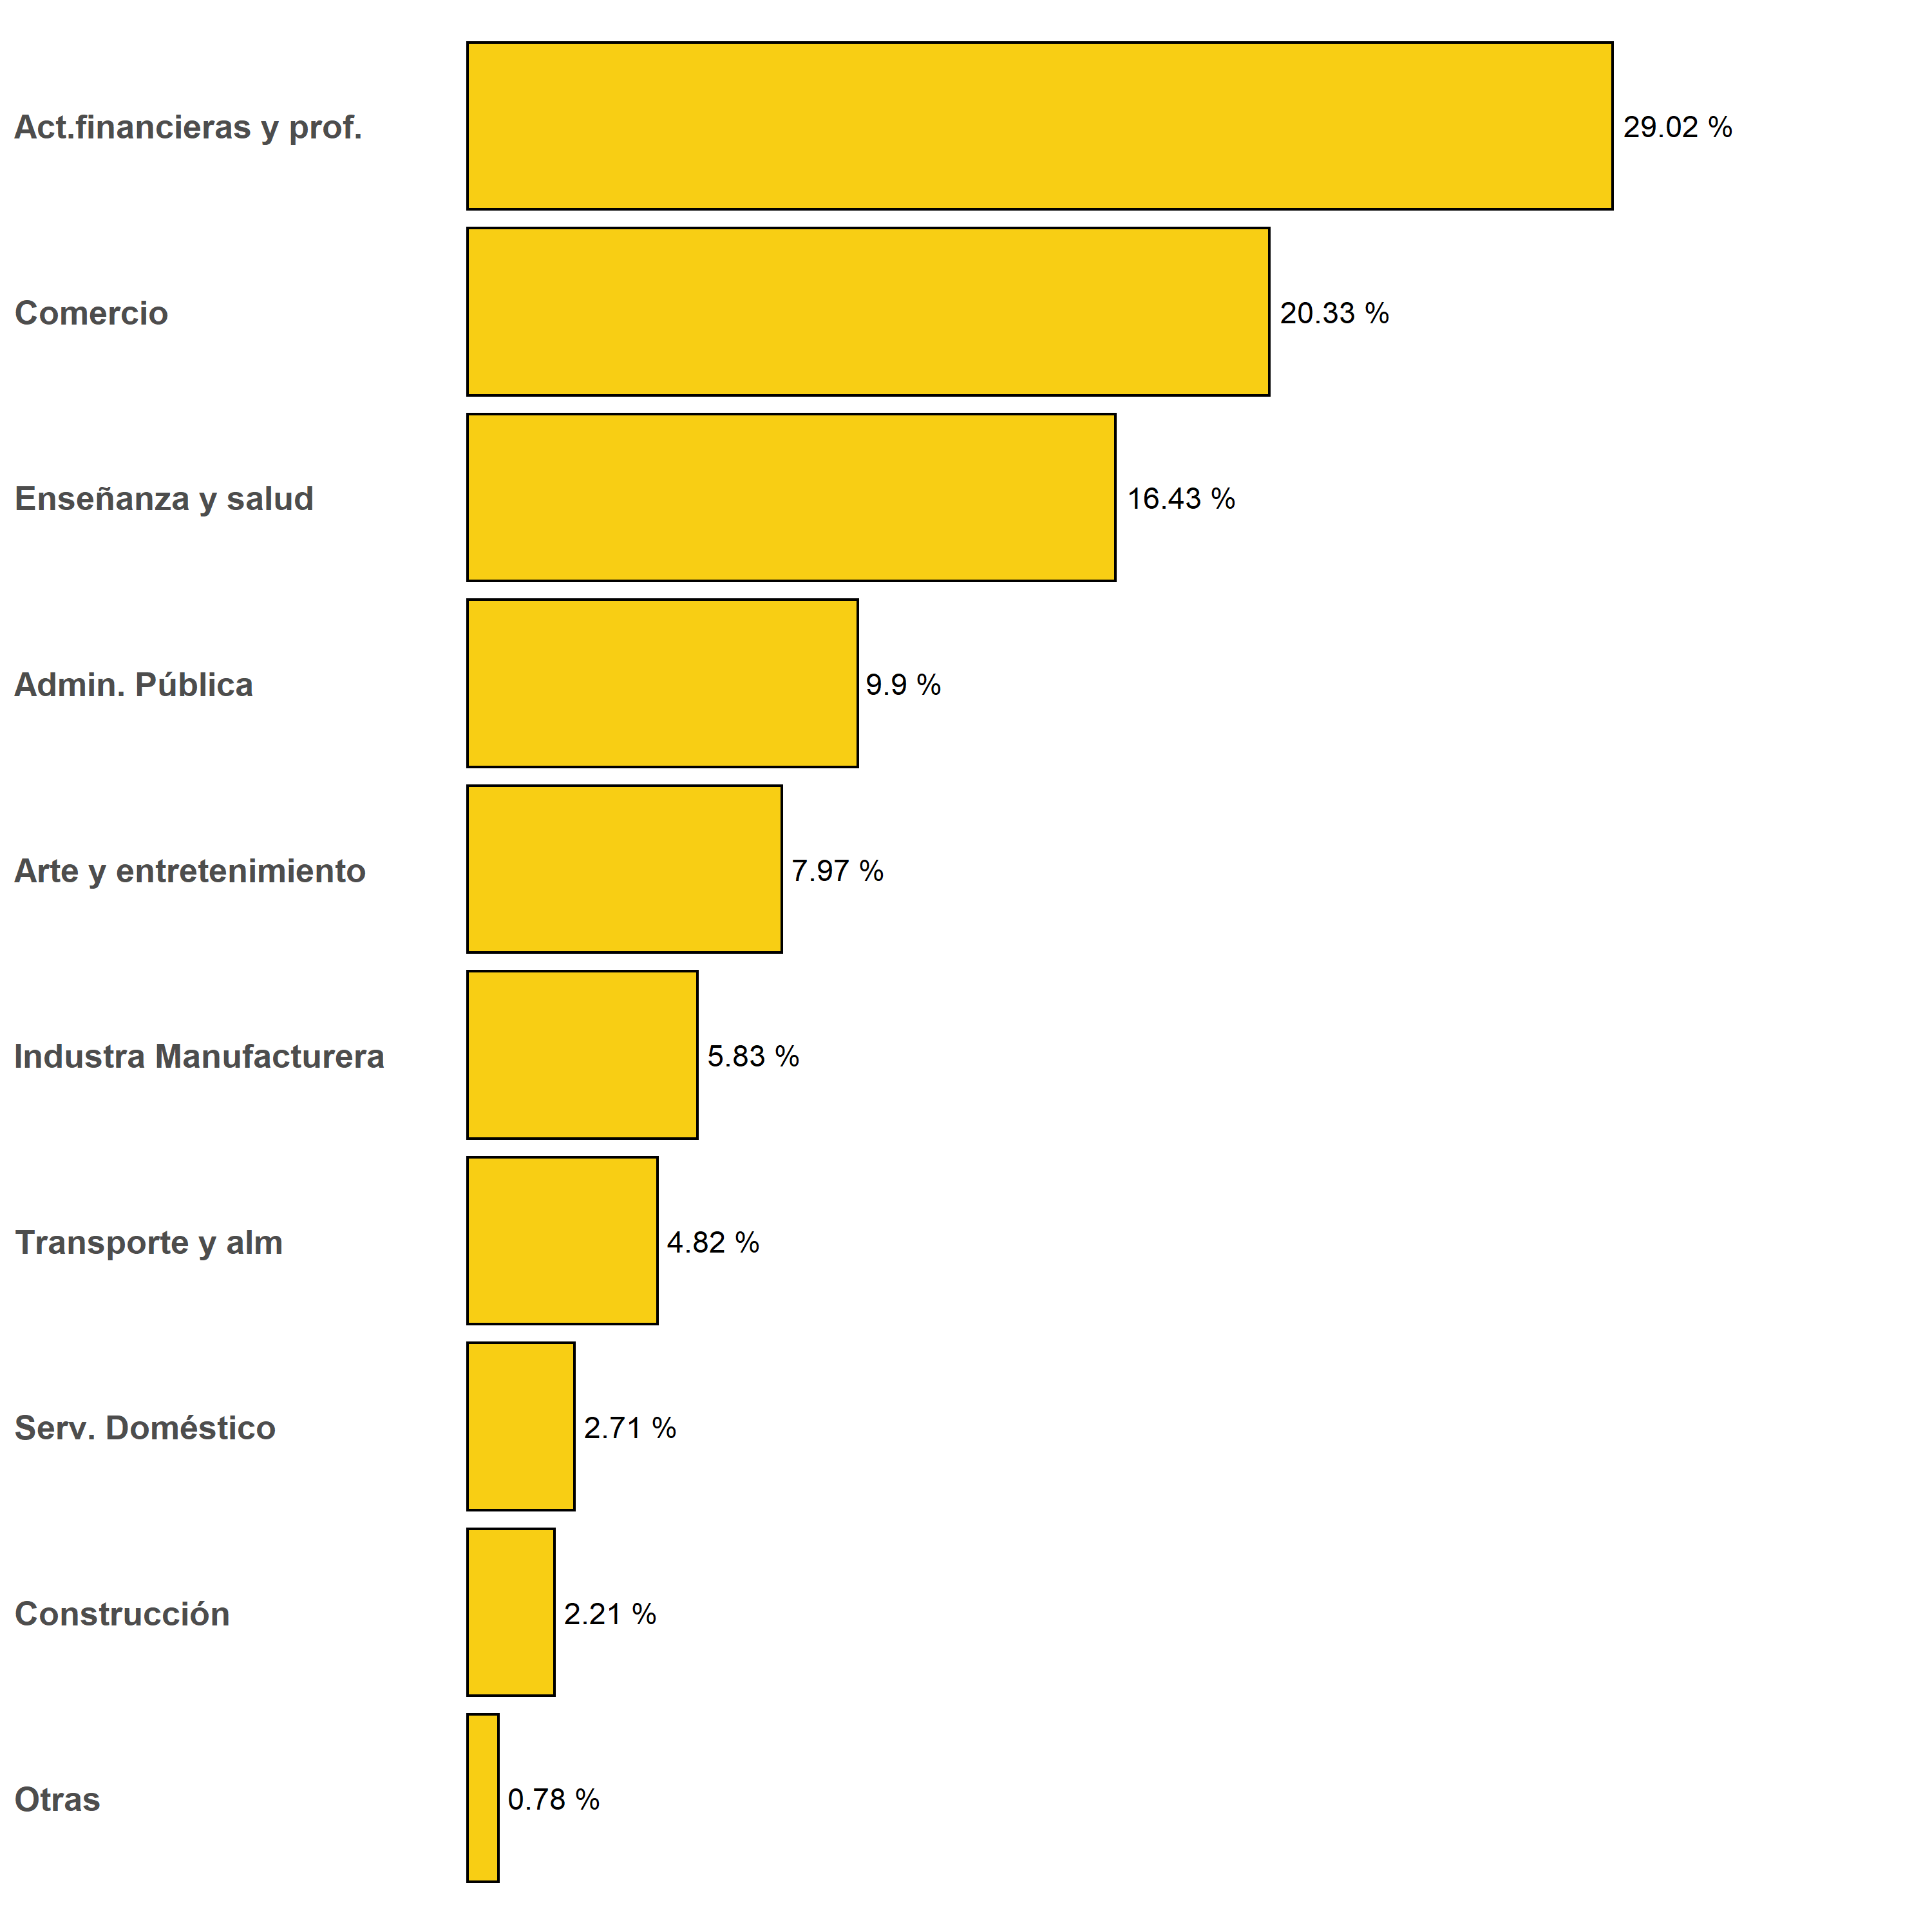 Act.financieras y prof.
29.02 %
Comercio
20.33 %
Enseñanza y salud
16.43 %
Admin. Pública
9.9 %
Arte y entretenimiento
7.97 %
Industra Manufacturera
5.83 %
Transporte y alm
4.82 %
Serv. Doméstico
2.71 %
Construcción
2.21 %
Otras
0.78 %